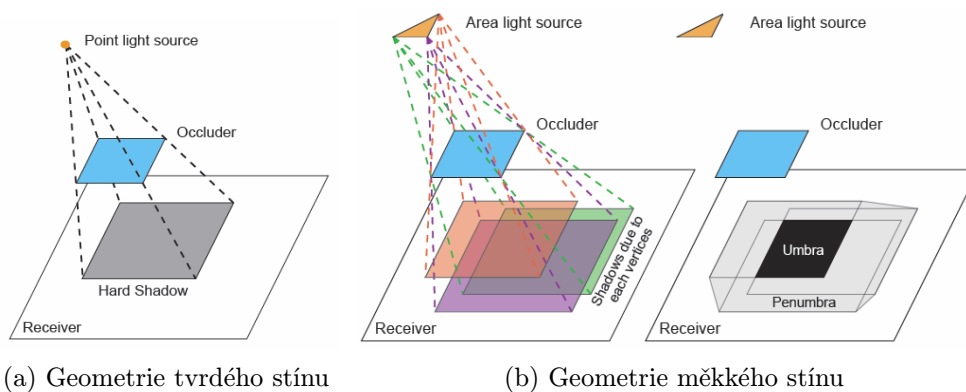 Point light source
Occluder
Hard Shadow
Receiver
(a) Geometrie tvrdého stínu
Area light source
Occluder
Shadows due to
each vertices
Receiver
Area light source
Occluder
Umbra
Penumbra
Receiver
(b) Geometrie měkkého stínu